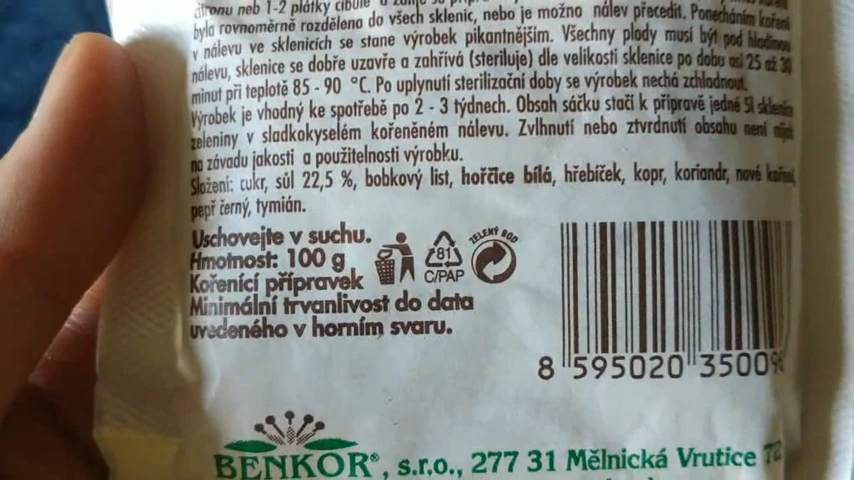 citronu neb 1-2 plátky cibule
byla rovnoměrně rozdělena do všech sklenic, nebo je možno nálev přecedit. Ponecháním koření
v nálevu ve sklenicích se stane výrobek pikantnějším. Všechny plody musí být pod hladinou
nálevu, sklenice se dobře uzavře a zahřívá (steriluje) dle velikosti sklenice po dobu asi 25 až 30
minut při teplotě 85 - 90 °C. Po uplynutí sterilizační doby se výrobek nechá zchladnout.
Výrobek je vhodný ke spotřebě po 2 - 3 týdnech. Obsah sáčku stačí k přípravě jedné 5l sklenice
zeleniny v sladkokyselém kořeněném nálevu. Zvlhnutí nebo ztvrdnutí obsahu není nijak
na závadu jakosti a použitelnosti výrobku.
Složení: cukr, sůl 22,5 %, bobkový list, hořčice bílá, hřebíček, kopr, koriandr, nové koření,
pepř černý, tymián.
Uschovejte v suchu.
Hmotnost: 100 g
Kořenící přípravek
Minimální trvanlivost do data
uvedeného v horním svaru.
81
C/PAP
ZELENÝ BOD
8 595020 35009
BENKOR®, s.r.o., 277 31 Mělnická Vrutice 72